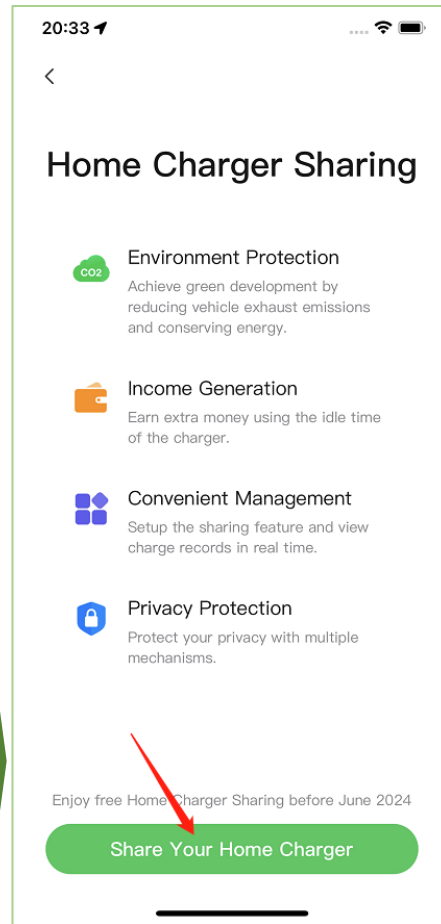 20:33
Home Charger Sharing
CO2
Environment Protection
Achieve green development by
reducing vehicle exhaust emissions
and conserving energy.
Income Generation
Earn extra money using the idle time
of the charger.
Convenient Management
Setup the sharing feature and view
charge records in real time.
Privacy Protection
Protect your privacy with multiple
mechanisms.
Enjoy free Home Charger Sharing before June 2024
Share Your Home Charger